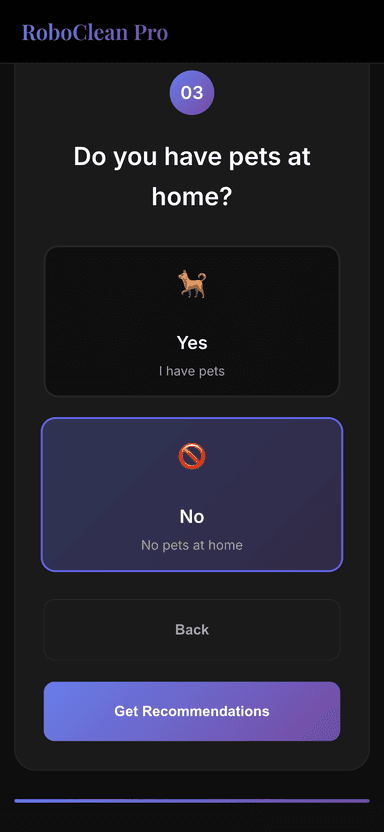 RoboClean Pro
03
Do you have pets at
home?
Yes
I have pets
No
No pets at home
Back
Get Recommendations